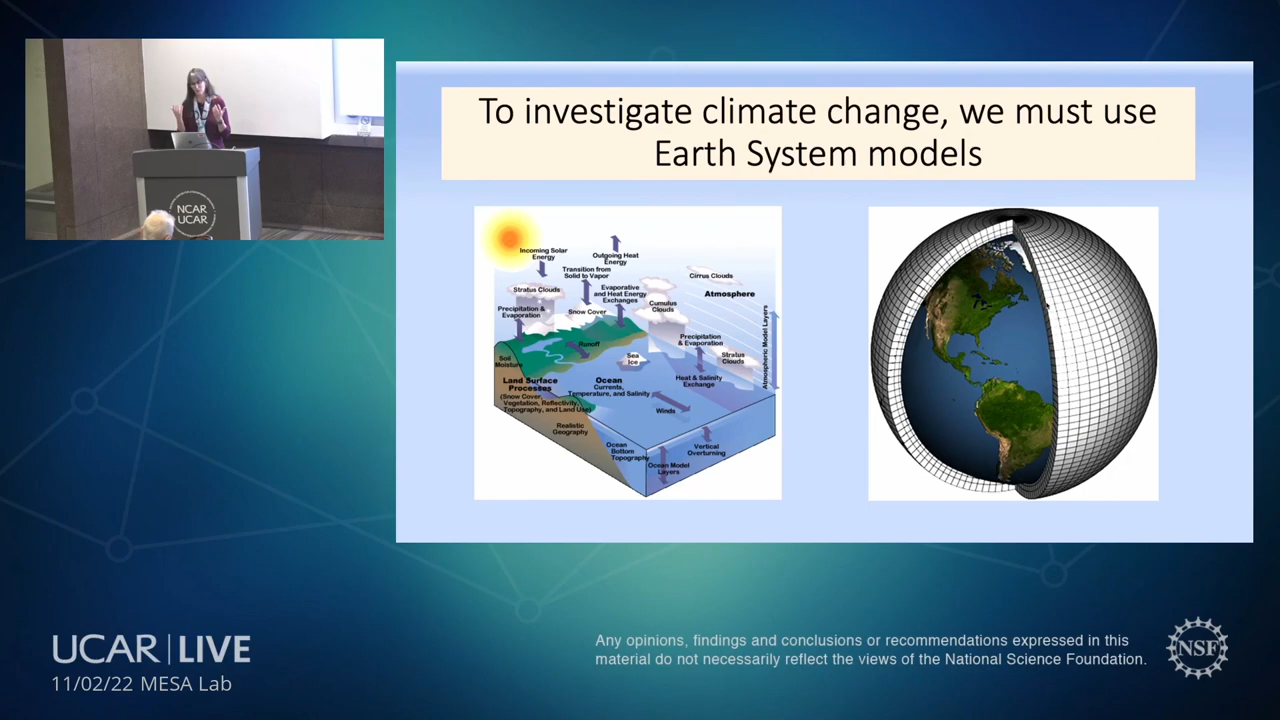 NCAR
UCAR
To investigate climate change, we must use
Earth System models
Incoming Solar
Energy
Outgoing Heat
Energy
Transition from
Solid to Vapor
Stratus Clouds
Evaporative
and Heat Energy
Exchanges
Cirrus Clouds
Atmosphere
Precipitation &
Evaporation
Snow Cover
Cumulus
Clouds
Atmospheric Model Layers
Runoff
Precipitation
& Evaporation
Sea
Ice
Stratus
Clouds
Soil
Moisture
Land Surface
Processes
(Snow Cover,
Vegetation, Reflectivity,
Topography, and Land Use)
Ocean
Currents,
Temperature, and Salinity
Heat & Salinity
Exchange
Winds
Realistic
Geography
Ocean
Bottom
Topography
Vertical
Overturning
Ocean Model
Layers
UCAR | LIVE
11/02/22 MESA Lab
Any opinions, findings and conclusions or recommendations expressed in this
material do not necessarily reflect the views of the National Science Foundation.
NSF